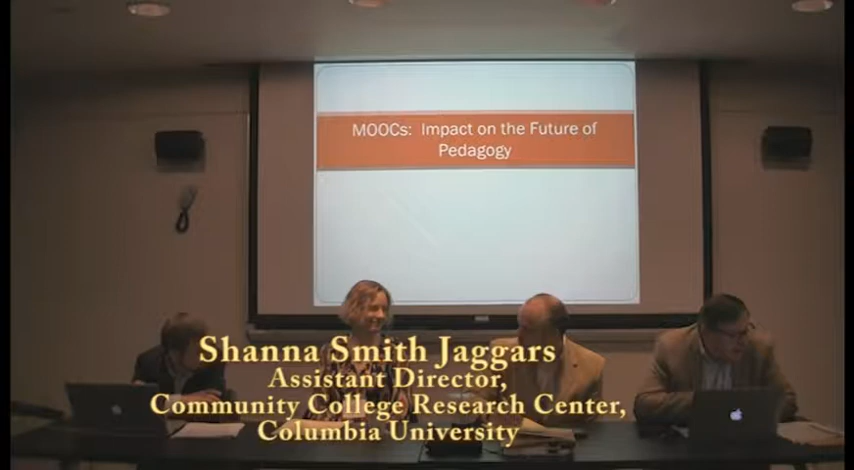 MOOCs: Impact on the Future of
Pedagogy
Shanna Smith Jaggars
Assistant Director,
Community College Research Center,
Columbia University